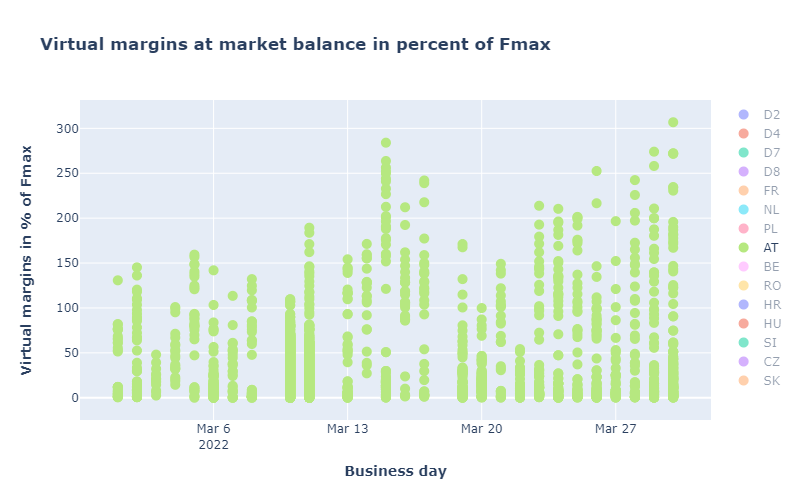 Virtual margins at market balance in percent of Fmax
Virtual margins in % of Fmax
300
250
200
150
100
50
0
Mar 6
2022
Mar 13
Mar 20
Mar 27
Business day
D2
D4
D7
D8
FR
NL
PL
AT
BE
RO
HR
HU
SI
CZ
SK